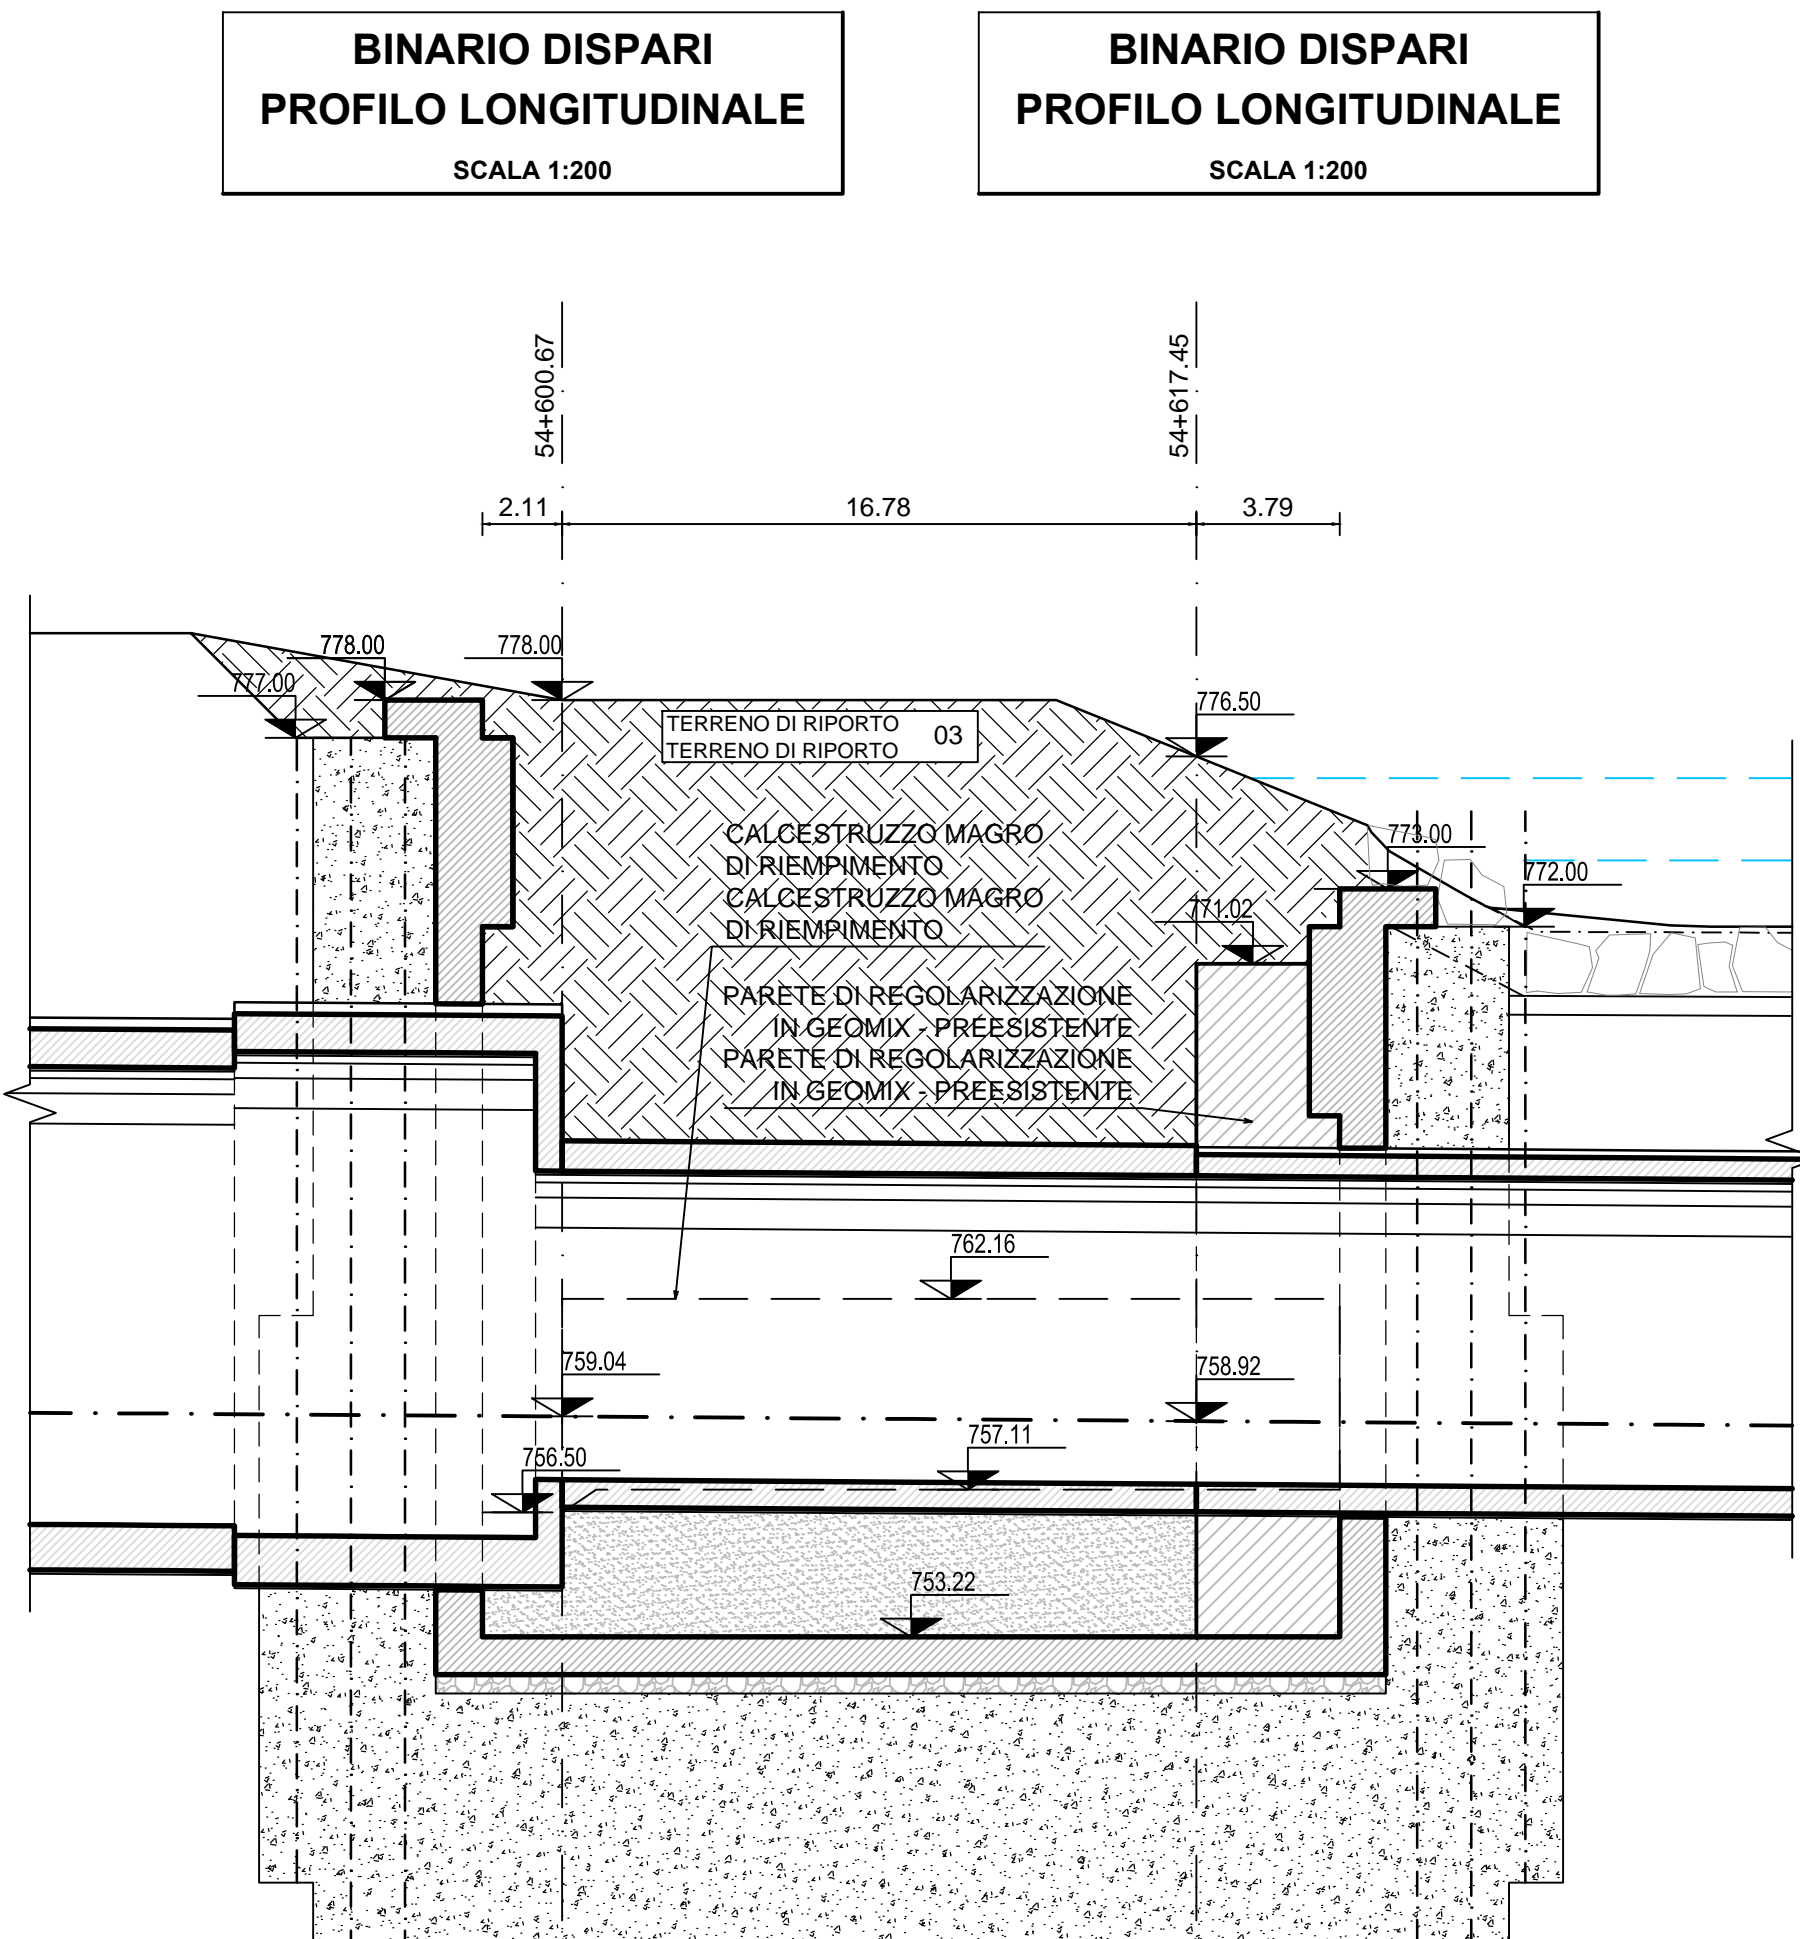 BINARIO DISPARI
PROFILO LONGITUDINALE
SCALA 1:200
BINARIO DISPARI
PROFILO LONGITUDINALE
SCALA 1:200
54+600.67
54+617.45
2.11
16.78
3.79
778.00
778.00
777.00
776.50
TERRENO DI RIPORTO
TERRENO DI RIPORTO
03
CALCESTRUZZO MAGRO
DI RIEMPIMENTO
CALCESTRUZZO MAGRO
DI RIEMPIMENTO
773.00
772.00
771.02
PARETE DI REGOLARIZZAZIONE
IN GEOMIX - PREESISTENTE
PARETE DI REGOLARIZZAZIONE
IN GEOMIX - PREESISTENTE
762.16
759.04
758.92
757.11
756.50
753.22